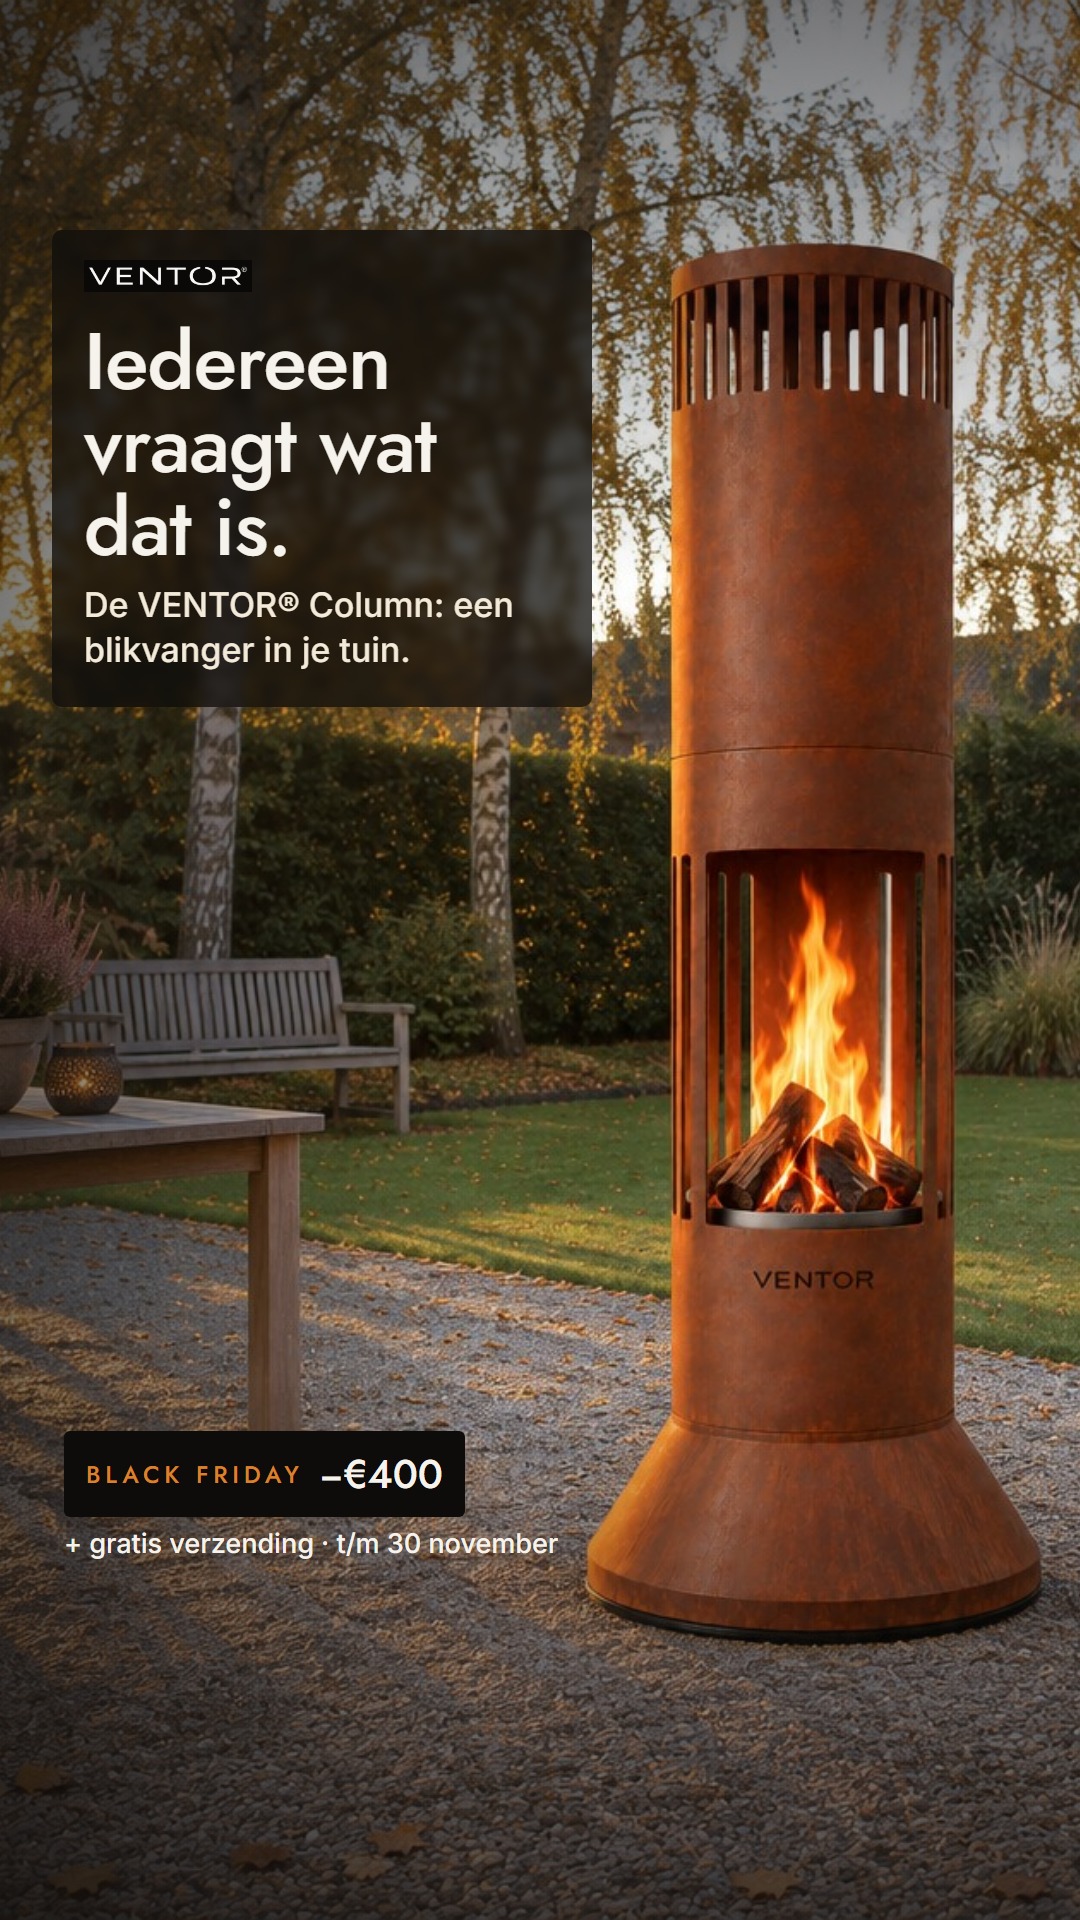 VENTOR®
Iedereen
vraagt wat
dat is.
De VENTOR® Column: een
blikvanger in je tuin.
VENTOR
BLACK FRIDAY –€400
+ gratis verzending · t/m 30 november